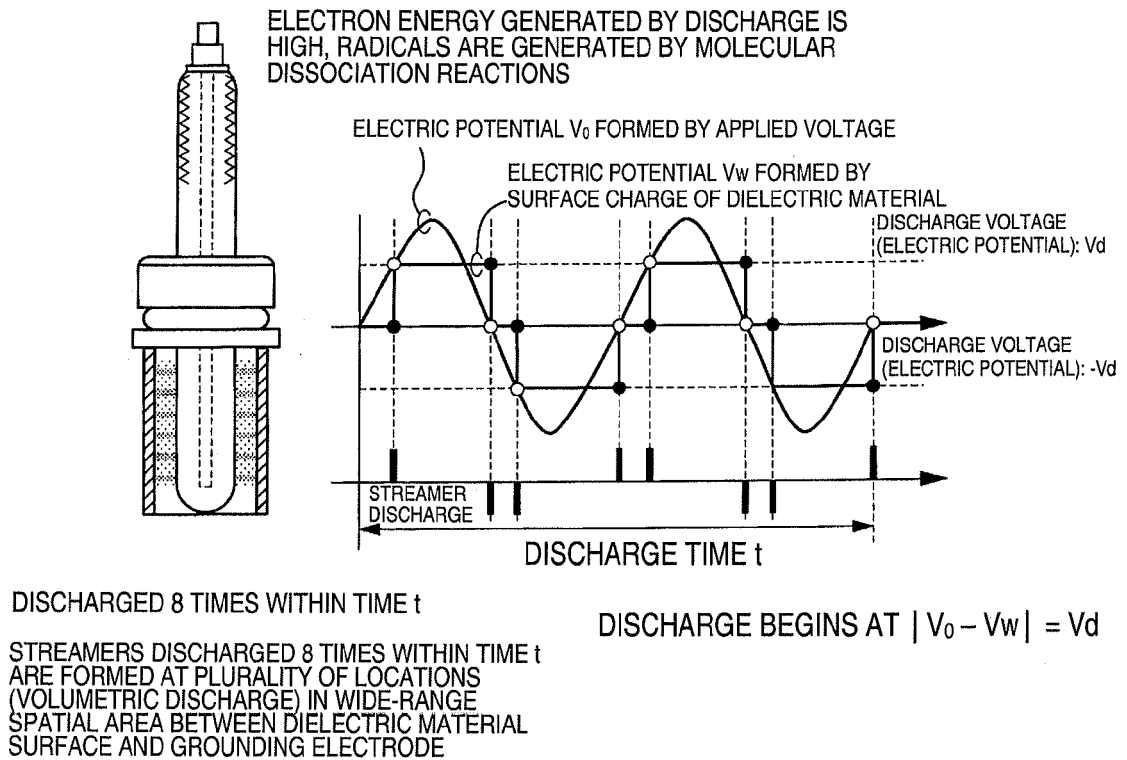 ELECTRON ENERGY GENERATED BY DISCHARGE IS
HIGH, RADICALS ARE GENERATED BY MOLECULAR
DISSOCIATION REACTIONS
ELECTRIC POTENTIAL V0 FORMED BY APPLIED VOLTAGE
ELECTRIC POTENTIAL Vw FORMED BY
SURFACE CHARGE OF DIELECTRIC MATERIAL
DISCHARGE VOLTAGE
(ELECTRIC POTENTIAL): Vd
DISCHARGE VOLTAGE
(ELECTRIC POTENTIAL): -Vd
STREAMER
DISCHARGE
DISCHARGE TIME t
DISCHARGED 8 TIMES WITHIN TIME t
DISCHARGE BEGINS AT | V0 – Vw | = Vd
STREAMERS DISCHARGED 8 TIMES WITHIN TIME t
ARE FORMED AT PLURALITY OF LOCATIONS
(VOLUMETRIC DISCHARGE) IN WIDE-RANGE
SPATIAL AREA BETWEEN DIELECTRIC MATERIAL
SURFACE AND GROUNDING ELECTRODE